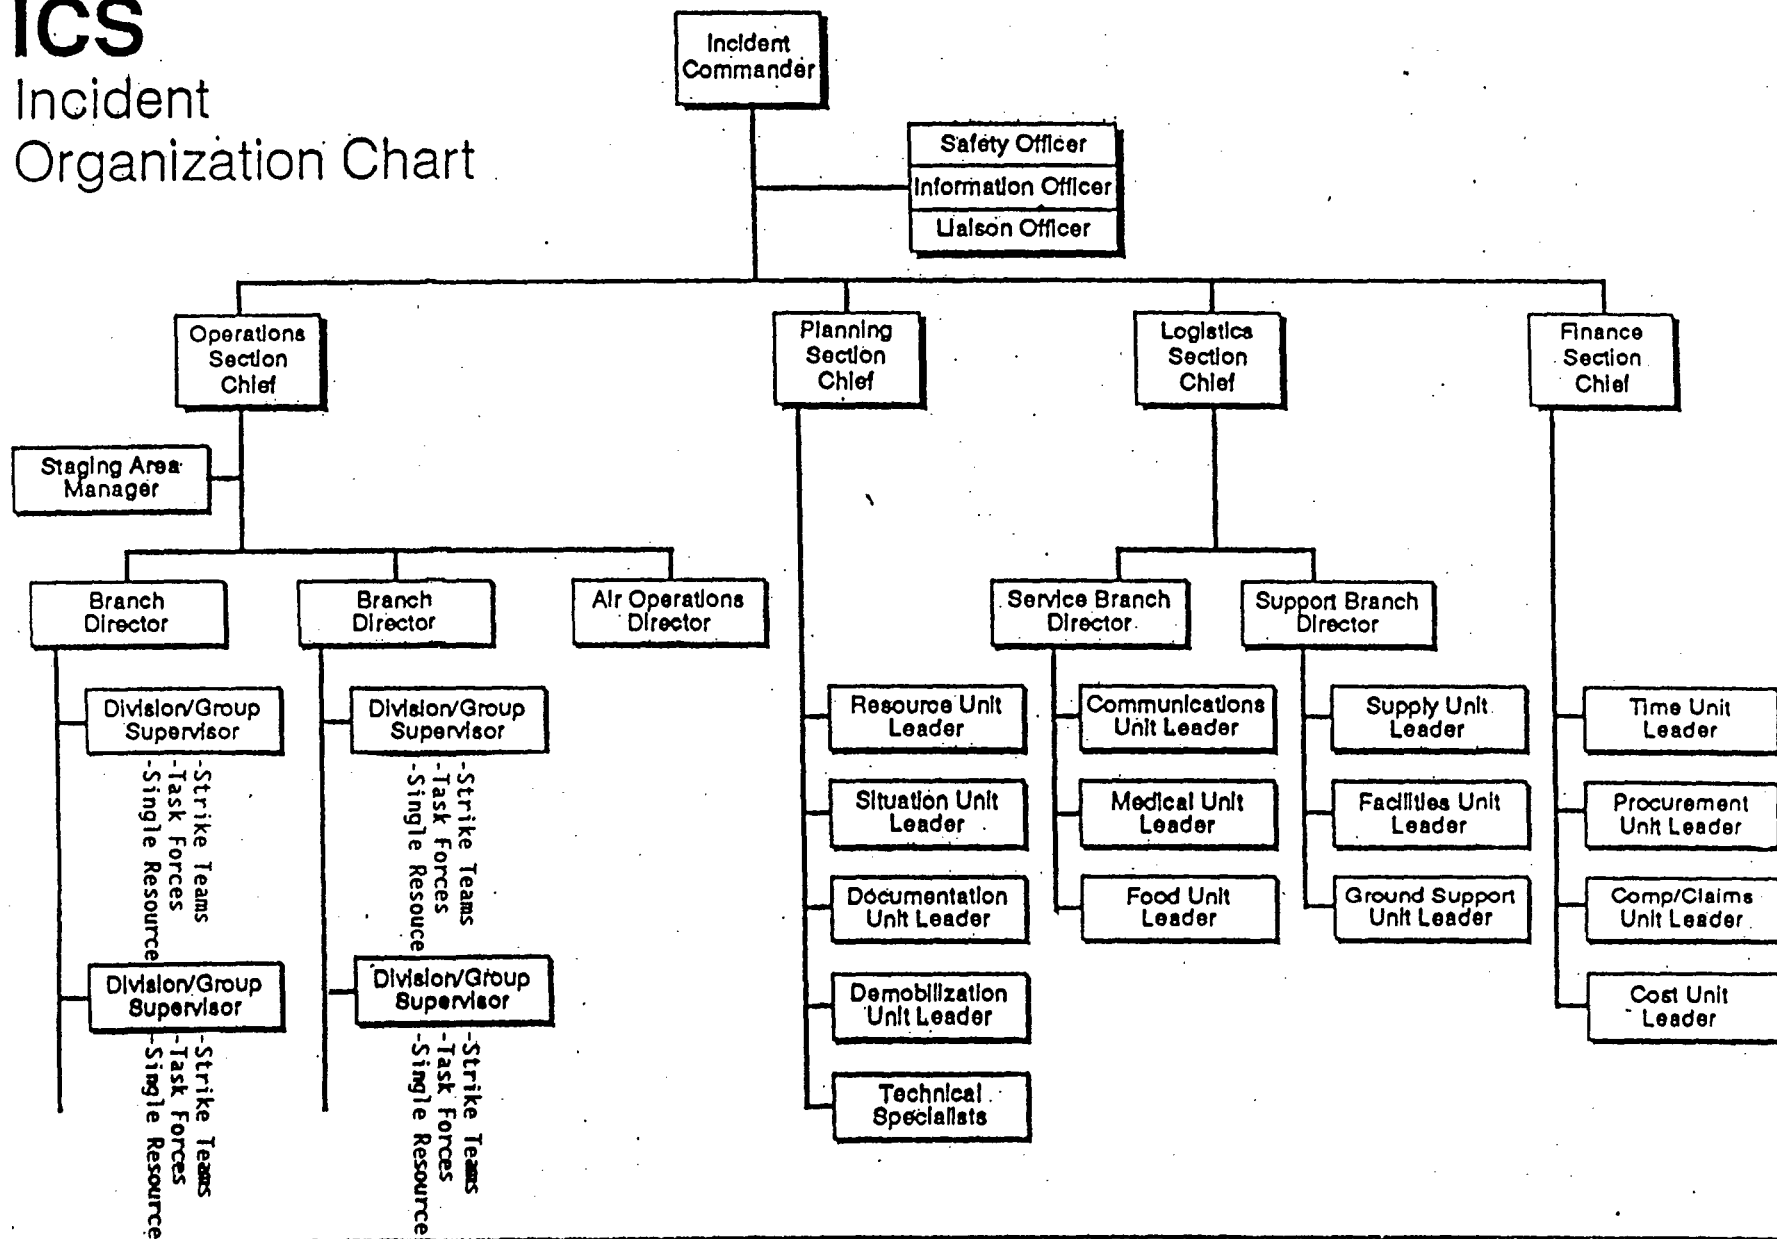 ICS
Incident
Organization Chart
Incident
Commander
Safety Officer
Information Officer
Liaison Officer
Operations
Section
Chief
Planning
Section
Chief
Logistics
Section
Chief
Finance
Section
Chief
Staging Area
Manager
Branch
Director
Branch
Director
Air Operations
Director
Service Branch
Director
Support Branch
Director
Division/Group
Supervisor
-Strike Teams
-Task Forces
-Single Resource
Division/Group
Supervisor
-Strike Teams
-Task Forces
-Single Resource
Division/Group
Supervisor
-Strike Teams
-Task Forces
-Single Resouce
Division/Group
Supervisor
-Strike Teams
-Task Forces
-Single Resource
Resource Unit
Leader
Situation Unit
Leader
Documentation
Unit Leader
Demobilization
Unit Leader
Technical
Specialists
Communications
Unit Leader
Medical Unit
Leader
Food Unit
Leader
Supply Unit
Leader
Facilities Unit
Leader
Ground Support
Unit Leader
Time Unit
Leader
Procurement
Unit Leader
Comp/Claims
Unit Leader
Cost Unit
Leader